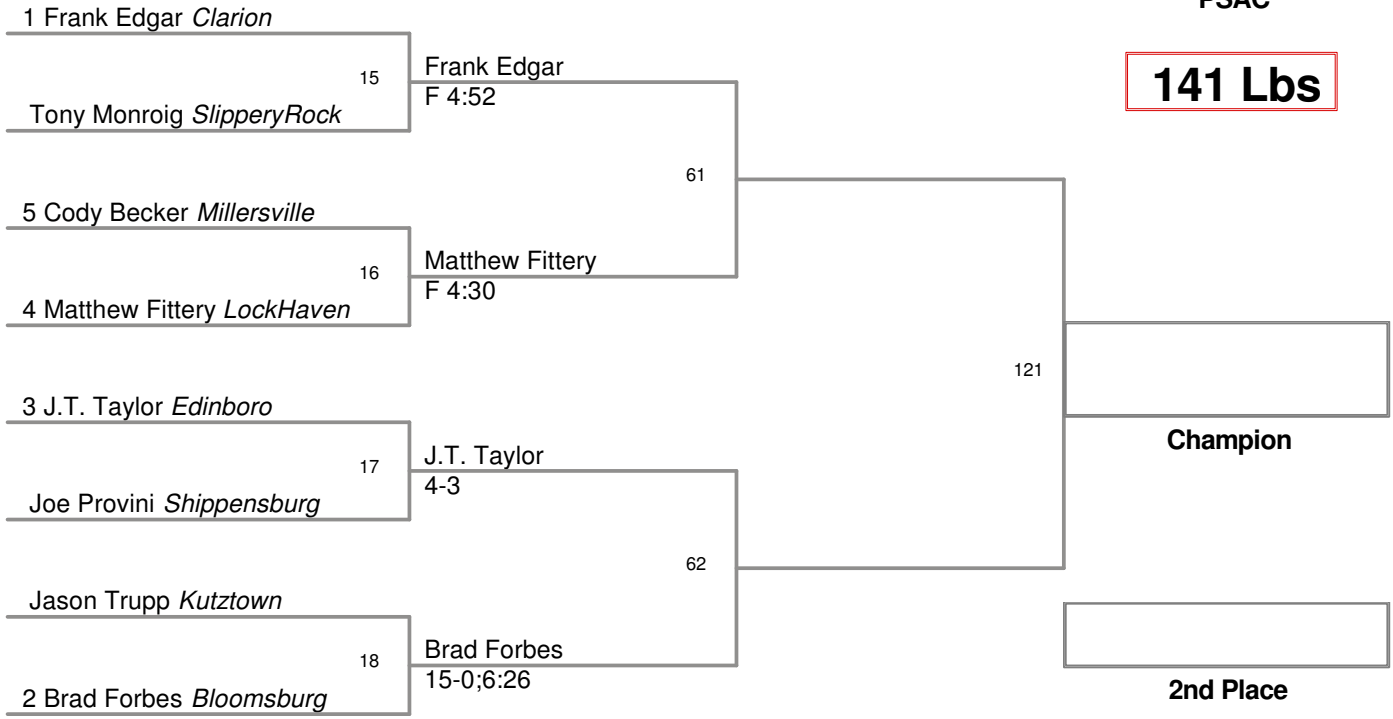 PSAC
141 Lbs
1 Frank Edgar Clarion
15
Frank Edgar
F 4:52
Tony Monroig SlipperyRock
61
5 Cody Becker Millersville
16
Matthew Fittery
F 4:30
4 Matthew Fittery LockHaven
121
Champion
3 J.T. Taylor Edinboro
17
J.T. Taylor
4-3
Joe Provini Shippensburg
62
Jason Trupp Kutztown
18
Brad Forbes
15-0;6:26
2 Brad Forbes Bloomsburg
2nd Place